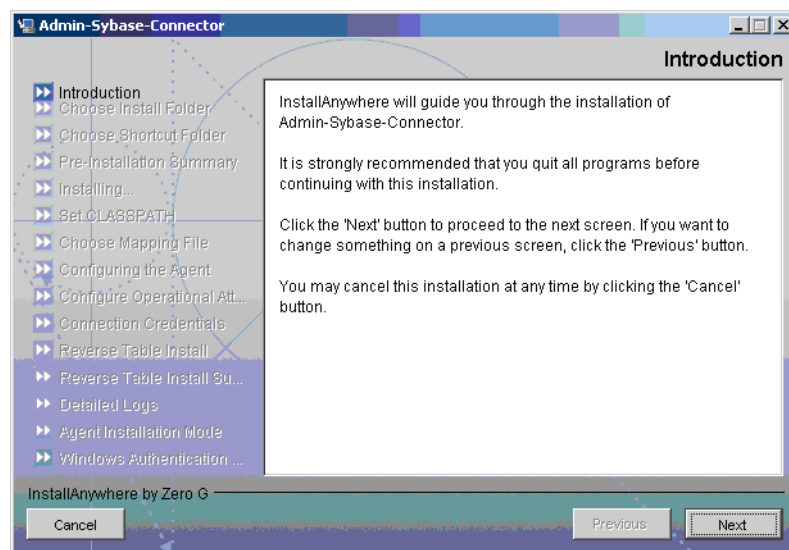 Admin-Sybase-Connector
Introduction
Introduction
Choose Install Folder
Choose Shortcut Folder
Pre-Installation Summary
Installing...
Set CLASSPATH
Choose Mapping File
Configuring the Agent
Configure Operational Att...
Connection Credentials
Reverse Table Install
Reverse Table Install Su...
Detailed Logs
Agent Installation Mode
Windows Authentication ...
InstallAnywhere will guide you through the installation of
Admin-Sybase-Connector.
It is strongly recommended that you quit all programs before
continuing with this installation.
Click the 'Next' button to proceed to the next screen. If you want to
change something on a previous screen, click the 'Previous' button.
You may cancel this installation at any time by clicking the 'Cancel'
button.
InstallAnywhere by Zero G
Cancel
Previous
Next